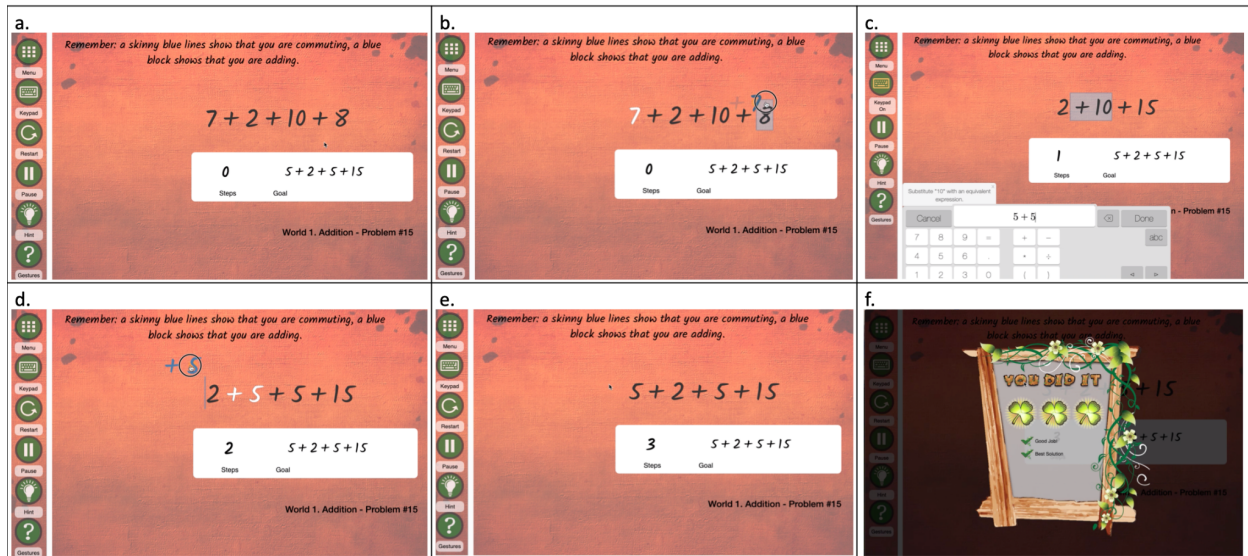 a.
Remember: a skinny blue lines show that you are commuting, a blue
block shows that you are adding.
Menu
Keypad
Restart
Pause
Hint
Gestures
7 + 2 + 10 + 8
0
5 + 2 + 5 + 15
Steps
Goal
World 1. Addition - Problem #15
b.
Remember: a skinny blue lines show that you are commuting, a blue
block shows that you are adding.
Menu
Keypad
Restart
Pause
Hint
Gestures
7
7 + 2 + 10 + 8
0
5 + 2 + 5 + 15
Steps
Goal
World 1. Addition - Problem #15
c.
Remember: a skinny blue lines show that you are commuting, a blue
block shows that you are adding.
Menu
Keypad
On
Pause
Hint
Gestures
2 + 10 + 15
1
5 + 2 + 5 + 15
Steps
Goal
Substitute "10" with an equivalent
expression.
Cancel
5 + 5
Done
7 8 9 = + − abc
4 5 6 . • ÷
1 2 3 0 ( )
n - Problem #15
d.
Remember: a skinny blue lines show that you are commuting, a blue
block shows that you are adding.
Menu
Keypad
Restart
Pause
Hint
Gestures
+ 5
2 + 5 + 5 + 15
2
5 + 2 + 5 + 15
Steps
Goal
World 1. Addition - Problem #15
e.
Remember: a skinny blue lines show that you are commuting, a blue
block shows that you are adding.
Menu
Keypad
Restart
Pause
Hint
Gestures
5 + 2 + 5 + 15
3
5 + 2 + 5 + 15
Steps
Goal
World 1. Addition - Problem #15
f.
Remember: a skinny blue lines show that you are commuting, a blue
block shows that you are adding.
Menu
Keypad
Restart
Pause
Hint
Gestures
YOU DID IT
+ 15
Good Job!
Best Solution
+ 5 + 15
Addition - Problem #15